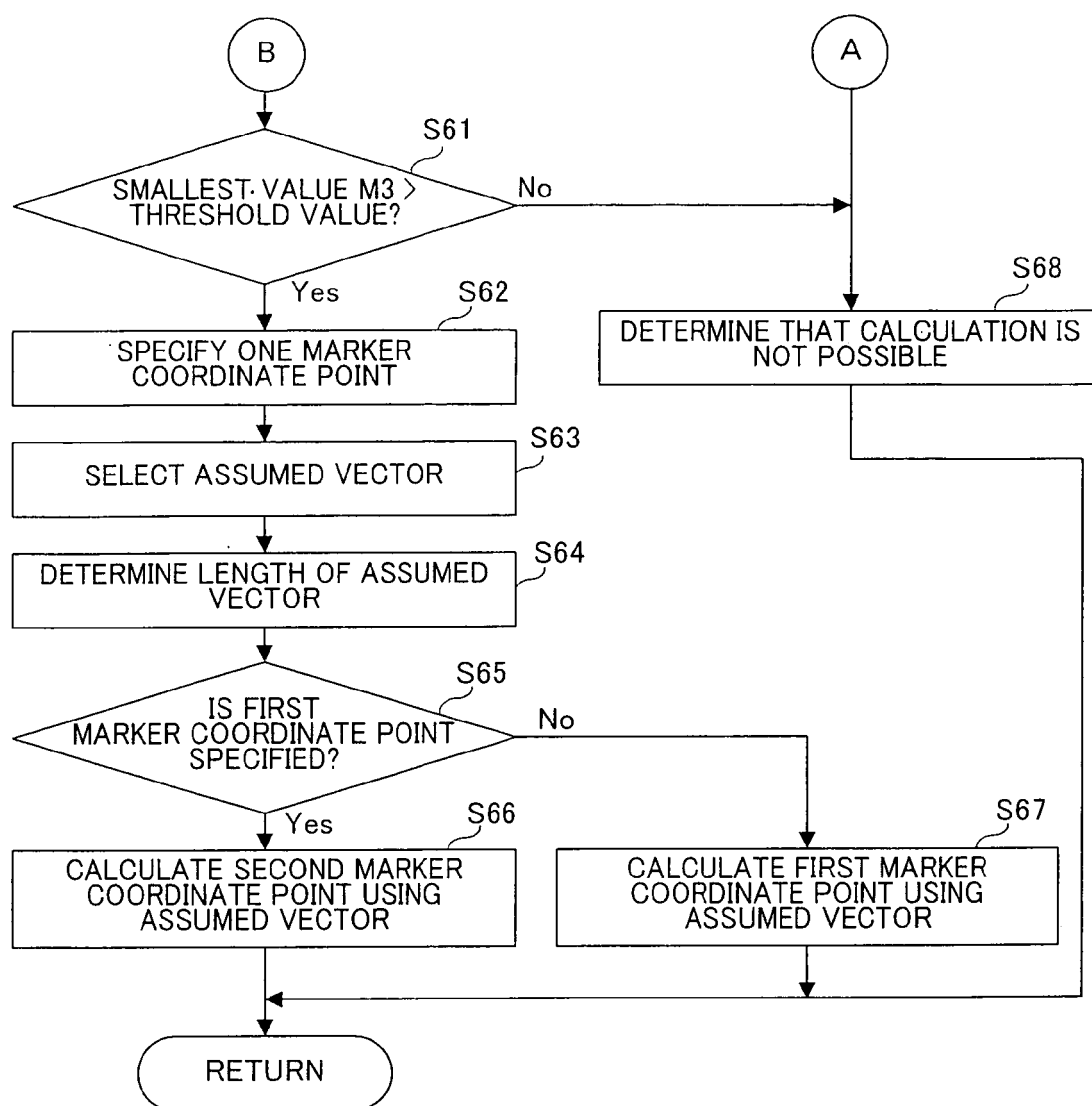 B
A
S61
SMALLEST VALUE M3 >
THRESHOLD VALUE?
No
Yes
S68
DETERMINE THAT CALCULATION IS
NOT POSSIBLE
S62
SPECIFY ONE MARKER
COORDINATE POINT
S63
SELECT ASSUMED VECTOR
S64
DETERMINE LENGTH OF ASSUMED
VECTOR
S65
IS FIRST
MARKER COORDINATE POINT
SPECIFIED?
No
Yes
S66
CALCULATE SECOND MARKER
COORDINATE POINT USING
ASSUMED VECTOR
S67
CALCULATE FIRST MARKER
COORDINATE POINT USING
ASSUMED VECTOR
RETURN